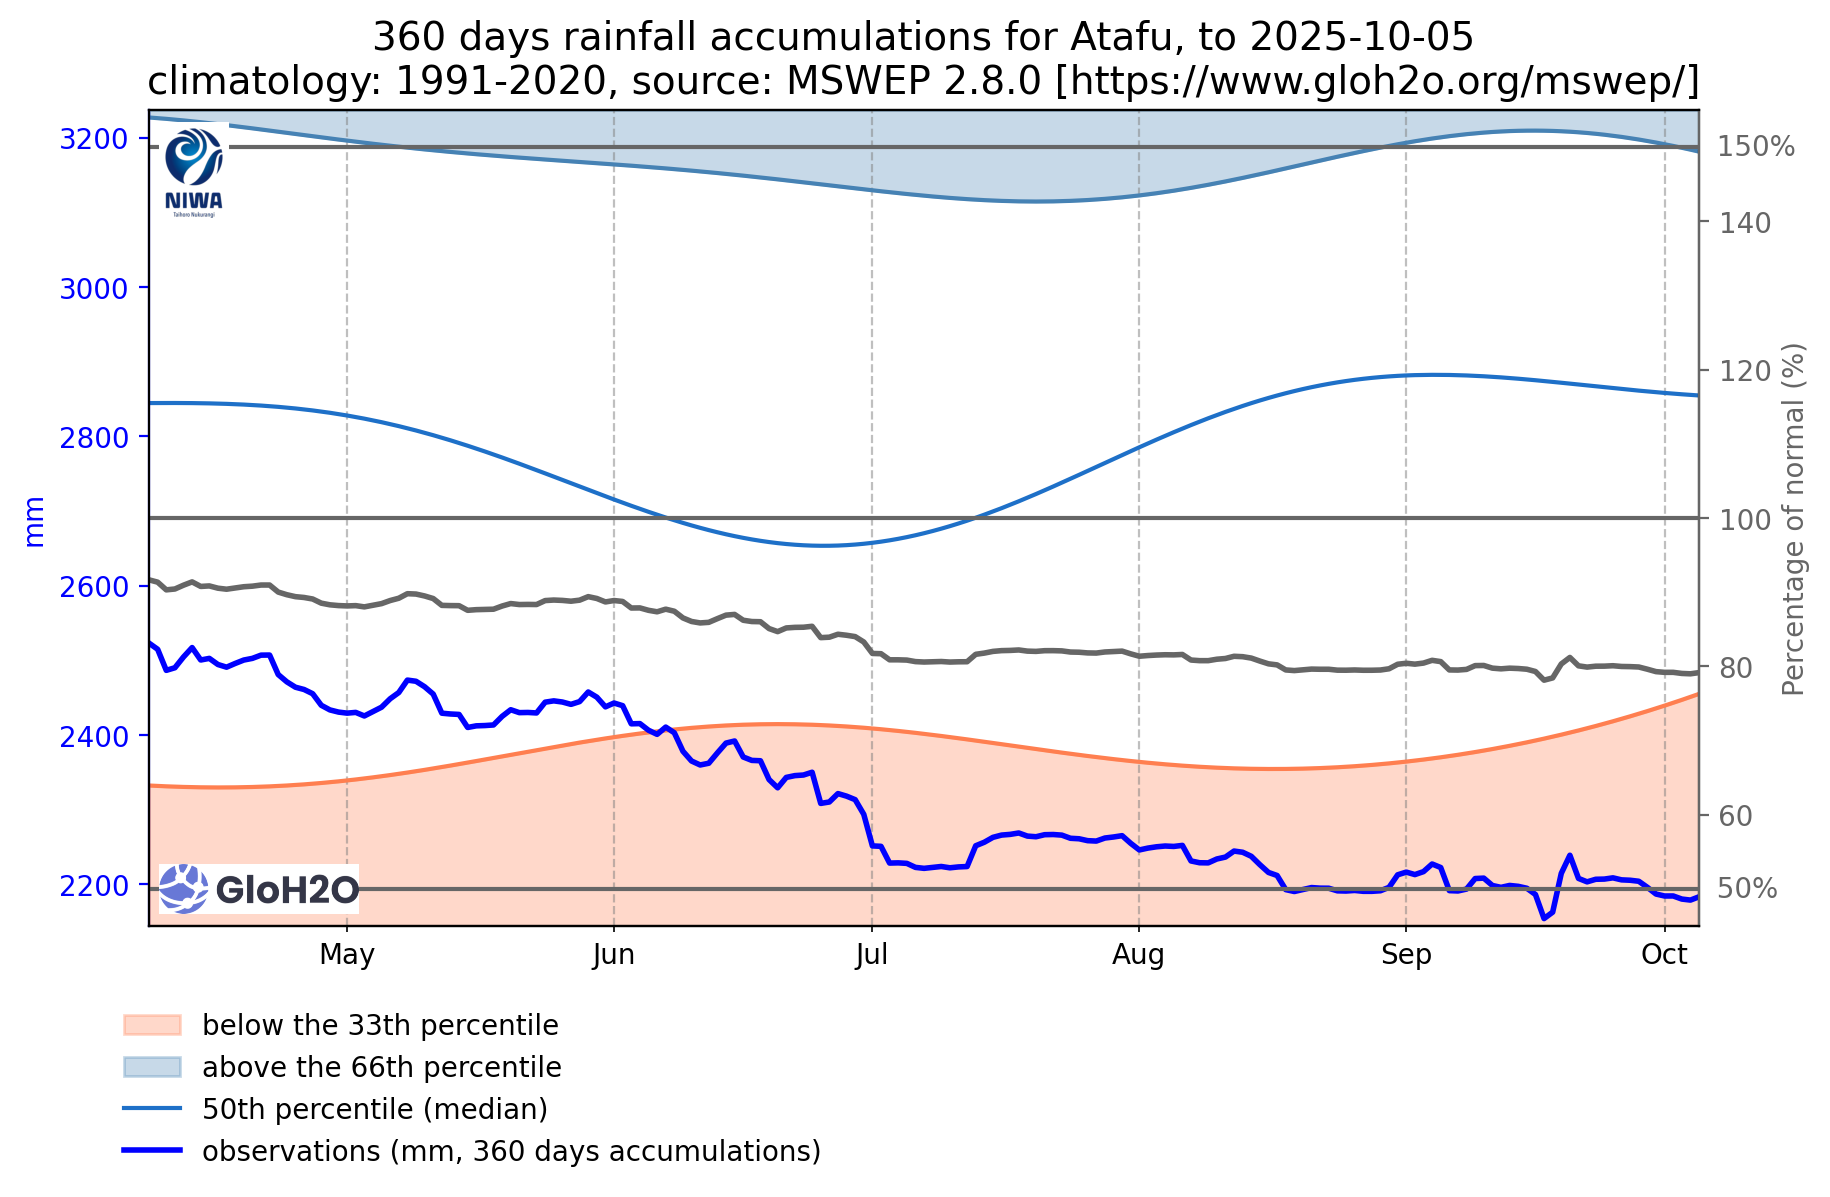 360 days rainfall accumulations for Atafu, to 2025-10-05
climatology: 1991-2020, source: MSWEP 2.8.0 [https://www.gloh2o.org/mswep/]
3200
3000
2800
2600
2400
2200
mm
NIWA
Taihoro Nukurangi
GloH2O
150%
140
120
100
80
60
50%
Percentage of normal (%)
May
Jun
Jul
Aug
Sep
Oct
below the 33th percentile
above the 66th percentile
50th percentile (median)
observations (mm, 360 days accumulations)